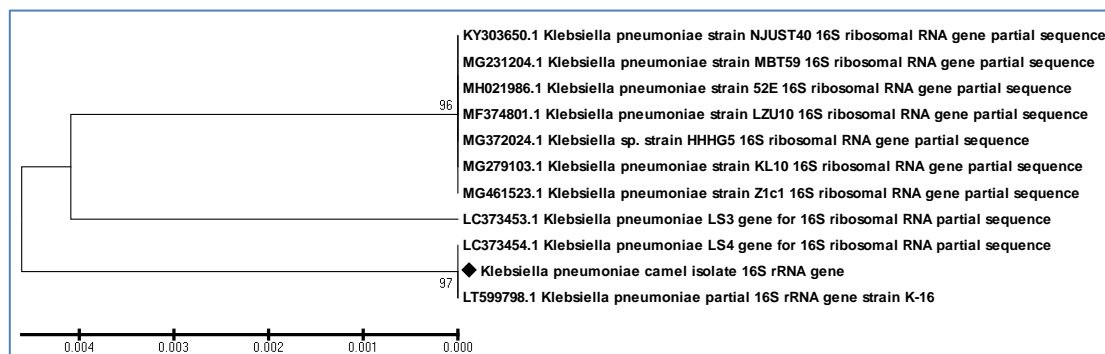 KY303650.1 Klebsiella pneumoniae strain NJUST40 16S ribosomal RNA gene partial sequence
MG231204.1 Klebsiella pneumoniae strain MBT59 16S ribosomal RNA gene partial sequence
MH021986.1 Klebsiella pneumoniae strain 52E 16S ribosomal RNA gene partial sequence
96
MF374801.1 Klebsiella pneumoniae strain LZU10 16S ribosomal RNA gene partial sequence
MG372024.1 Klebsiella sp. strain HHHG5 16S ribosomal RNA gene partial sequence
MG279103.1 Klebsiella pneumoniae strain KL10 16S ribosomal RNA gene partial sequence
MG461523.1 Klebsiella pneumoniae strain Z1c1 16S ribosomal RNA gene partial sequence
LC373453.1 Klebsiella pneumoniae LS3 gene for 16S ribosomal RNA partial sequence
LC373454.1 Klebsiella pneumoniae LS4 gene for 16S ribosomal RNA partial sequence
Klebsiella pneumoniae camel isolate 16S rRNA gene
97
LT599798.1 Klebsiella pneumoniae partial 16S rRNA gene strain K-16
0.004 0.003 0.002 0.001 0.000